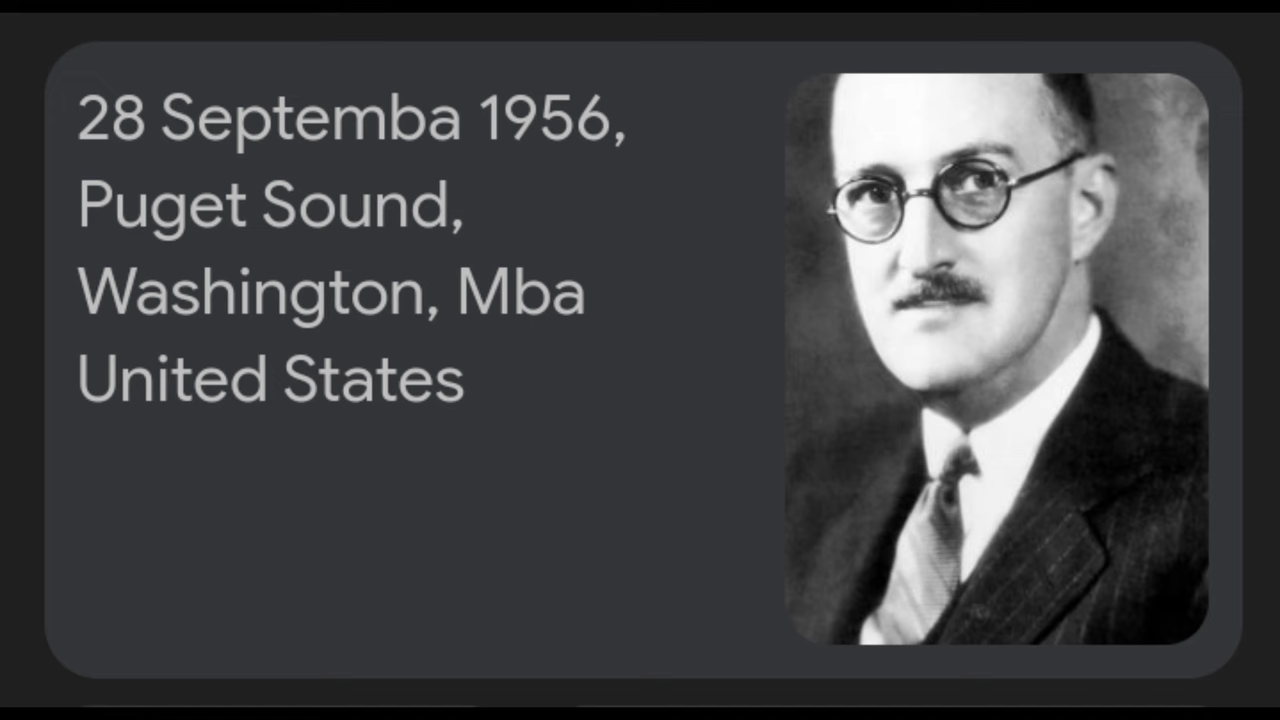 28 Septemba 1956,
Puget Sound,
Washington, Mba
United States